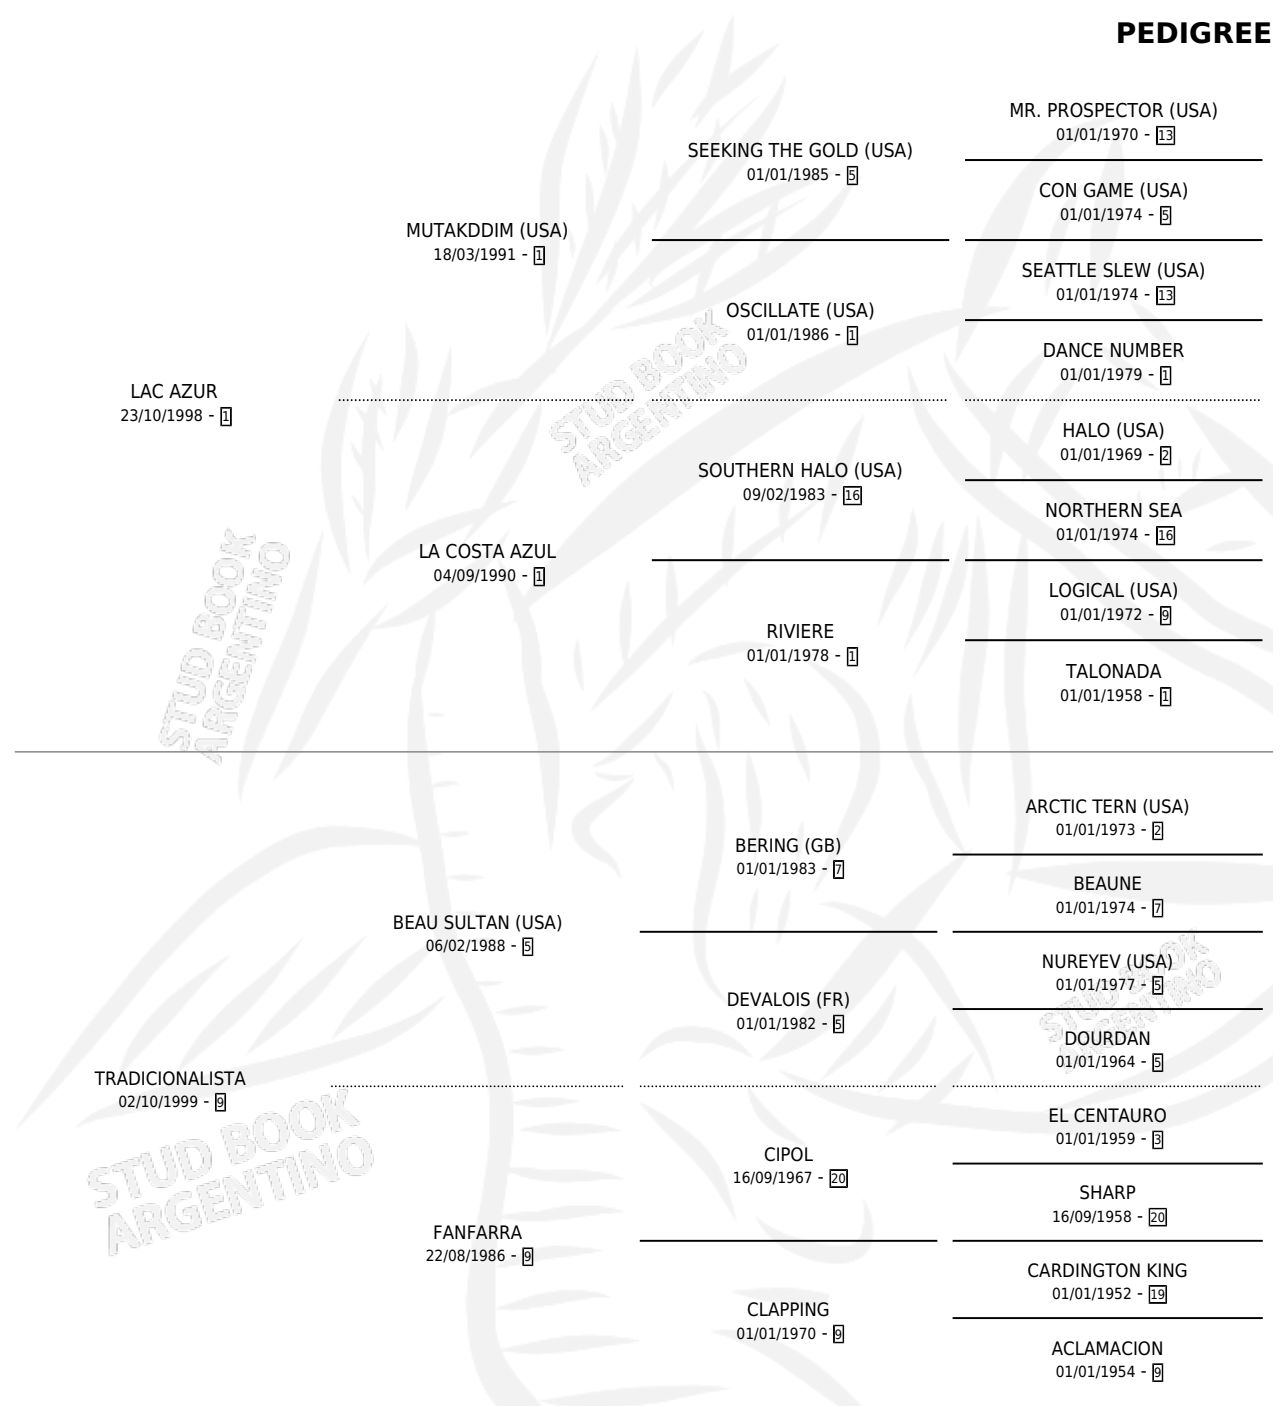 PEDIGREE
MR. PROSPECTOR (USA)
01/01/1970 - 13
SEEKING THE GOLD (USA)
01/01/1985 - 5
CON GAME (USA)
01/01/1974 - 5
MUTAKDDIM (USA)
18/03/1991 - 1
SEATTLE SLEW (USA)
01/01/1974 - 13
OSCILLATE (USA)
01/01/1986 - 1
DANCE NUMBER
01/01/1979 - 1
LAC AZUR
23/10/1998 - 1
HALO (USA)
01/01/1969 - 2
SOUTHERN HALO (USA)
09/02/1983 - 16
NORTHERN SEA
01/01/1974 - 16
LA COSTA AZUL
04/09/1990 - 1
LOGICAL (USA)
01/01/1972 - 9
RIVIERE
01/01/1978 - 1
TALONADA
01/01/1958 - 1
STUD BOOK
ARGENTINO
STUD BOOK
ARGENTINO
ARCTIC TERN (USA)
01/01/1973 - 2
BERING (GB)
01/01/1983 - 7
BEAUNE
01/01/1974 - 7
BEAU SULTAN (USA)
06/02/1988 - 5
NUREYEV (USA)
01/01/1977 - 5
DEVALOIS (FR)
01/01/1982 - 5
DOURDAN
01/01/1964 - 5
TRADICIONALISTA
02/10/1999 - 9
EL CENTAURO
01/01/1959 - 3
CIPOL
16/09/1967 - 20
SHARP
16/09/1958 - 20
FANFARRA
22/08/1986 - 9
CARDINGTON KING
01/01/1952 - 19
CLAPPING
01/01/1970 - 9
ACLAMACION
01/01/1954 - 9
STUD BOOK
ARGENTINO
STUD BOOK
ARGENTINO